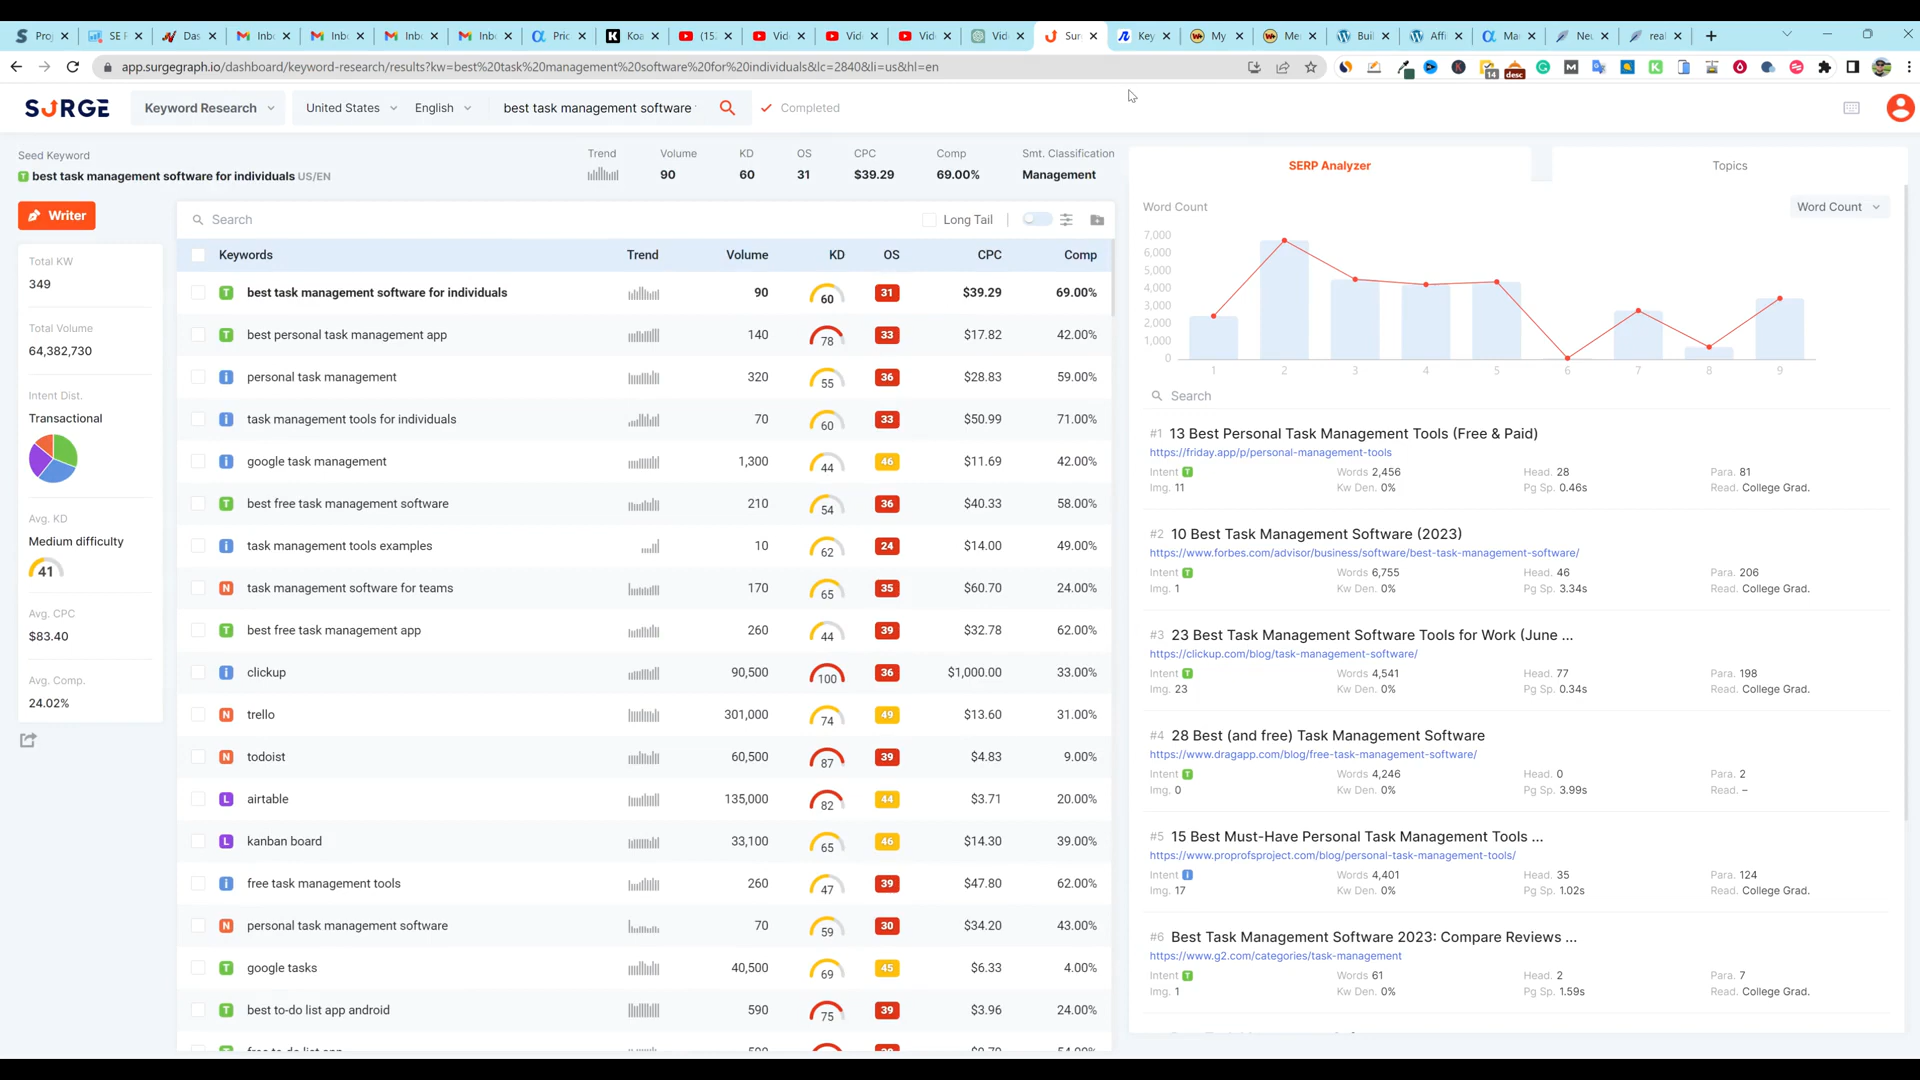 Proj
SE F
Das
Inbo
Inbo
Inbo
Inbo
Pric
Koa
(15
Vide
Vide
Vide
Vide
Sur
Key
My
Me
Buil
Affi
Ma
Neu
real
app.surgegraph.io/dashboard/keyword-research/results?kw=best%20task%20management%20software%20for%20individuals&lc=2840&li=us&hl=en
14
desc
SURGE
Keyword Research
United States
English
best task management software
Completed
Seed Keyword
T best task management software for individuals US/EN
Trend
Volume
90
KD
60
OS
31
CPC
$39.29
Comp
69.00%
Smt. Classification
Management
Writer
Total KW
349
Total Volume
64,382,730
Intent Dist.
Transactional
Avg. KD
Medium difficulty
41
Avg. CPC
$83.40
Avg. Comp.
24.02%
Search
Long Tail
Keywords Trend Volume KD OS CPC Comp
T best task management software for individuals 90 60 31 $39.29 69.00%
T best personal task management app 140 78 33 $17.82 42.00%
i personal task management 320 55 36 $28.83 59.00%
i task management tools for individuals 70 60 33 $50.99 71.00%
i google task management 1,300 44 46 $11.69 42.00%
T best free task management software 210 54 36 $40.33 58.00%
i task management tools examples 10 62 24 $14.00 49.00%
N task management software for teams 170 65 35 $60.70 24.00%
T best free task management app 260 44 39 $32.78 62.00%
i clickup 90,500 100 36 $1,000.00 33.00%
N trello 301,000 74 49 $13.60 31.00%
N todoist 60,500 87 39 $4.83 9.00%
L airtable 135,000 82 44 $3.71 20.00%
L kanban board 33,100 65 46 $14.30 39.00%
i free task management tools 260 47 39 $47.80 62.00%
N personal task management software 70 59 30 $34.20 43.00%
T google tasks 40,500 69 45 $6.33 4.00%
T best to-do list app android 590 75 39 $3.96 24.00%
SERP Analyzer
Topics
Word Count
Word Count
7,000
6,000
5,000
4,000
3,000
2,000
1,000
0
1 2 3 4 5 6 7 8 9
Search
#1 13 Best Personal Task Management Tools (Free & Paid)
https://friday.app/p/personal-management-tools
Intent T Words 2,456 Head. 28 Para. 81
Img. 11 Kw Den. 0% Pg Sp. 0.46s Read. College Grad.
#2 10 Best Task Management Software (2023)
https://www.forbes.com/advisor/business/software/best-task-management-software/
Intent T Words 6,755 Head. 46 Para. 206
Img. 1 Kw Den. 0% Pg Sp. 3.34s Read. College Grad.
#3 23 Best Task Management Software Tools for Work (June ...
https://clickup.com/blog/task-management-software/
Intent T Words 4,541 Head. 77 Para. 198
Img. 23 Kw Den. 0% Pg Sp. 0.34s Read. College Grad.
#4 28 Best (and free) Task Management Software
https://www.dragapp.com/blog/free-task-management-software/
Intent T Words 4,246 Head. 0 Para. 2
Img. 0 Kw Den. 0% Pg Sp. 3.99s Read. –
#5 15 Best Must-Have Personal Task Management Tools ...
https://www.proprofsproject.com/blog/personal-task-management-tools/
Intent i Words 4,401 Head. 35 Para. 124
Img. 17 Kw Den. 0% Pg Sp. 1.02s Read. College Grad.
#6 Best Task Management Software 2023: Compare Reviews ...
https://www.g2.com/categories/task-management
Intent T Words 61 Head. 2 Para. 7
Img. 1 Kw Den. 0% Pg Sp. 1.59s Read. College Grad.